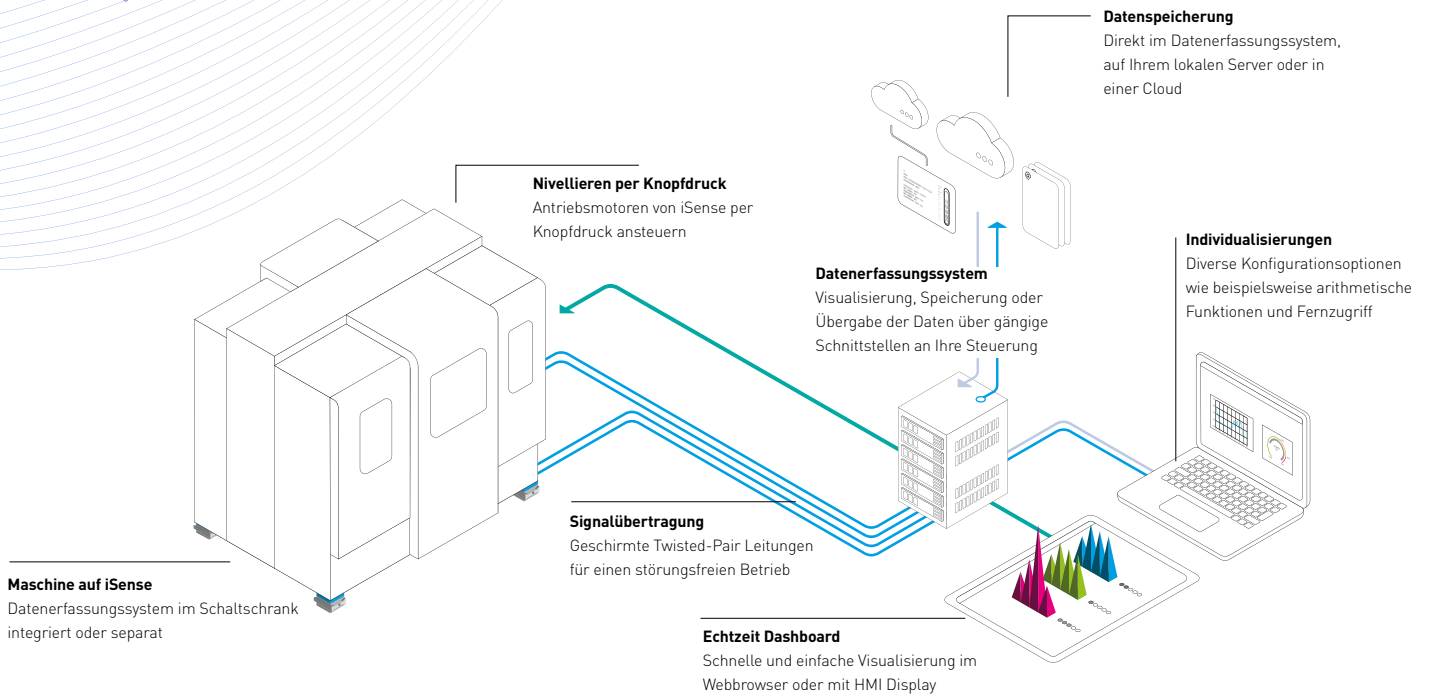 Datenspeicherung
Direkt im Datenerfassungssystem,
auf Ihrem lokalen Server oder in
einer Cloud
Nivellieren per Knopfdruck
Antriebsmotoren von iSense per
Knopfdruck ansteuern
Individualisierungen
Diverse Konfigurationsoptionen
wie beispielsweise arithmetische
Funktionen und Fernzugriff
Datenerfassungssystem
Visualisierung, Speicherung oder
Übergabe der Daten über gängige
Schnittstellen an Ihre Steuerung
Signalübertragung
Geschirmte Twisted-Pair Leitungen
für einen störungsfreien Betrieb
Maschine auf iSense
Datenerfassungssystem im Schaltschrank
integriert oder separat
Echtzeit Dashboard
Schnelle und einfache Visualisierung im
Webbrowser oder mit HMI Display